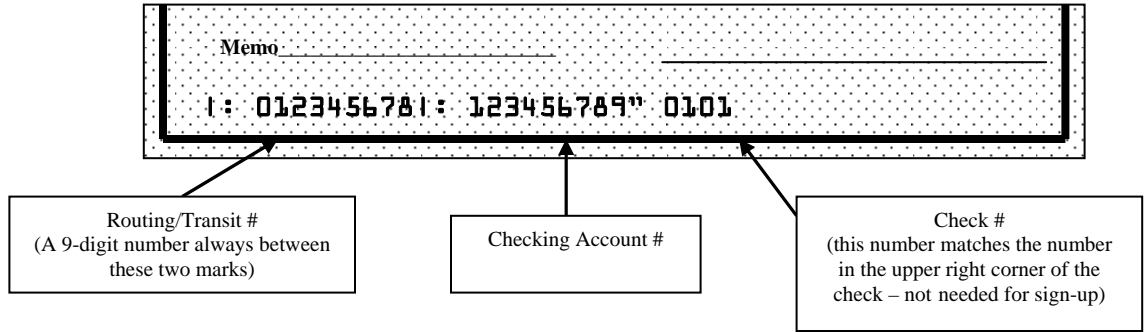 Memo
|: 012345678|: 123456789" 0101
Routing/Transit #
(A 9-digit number always between
these two marks)
Checking Account #
Check #
(this number matches the number
in the upper right corner of the
check – not needed for sign-up)